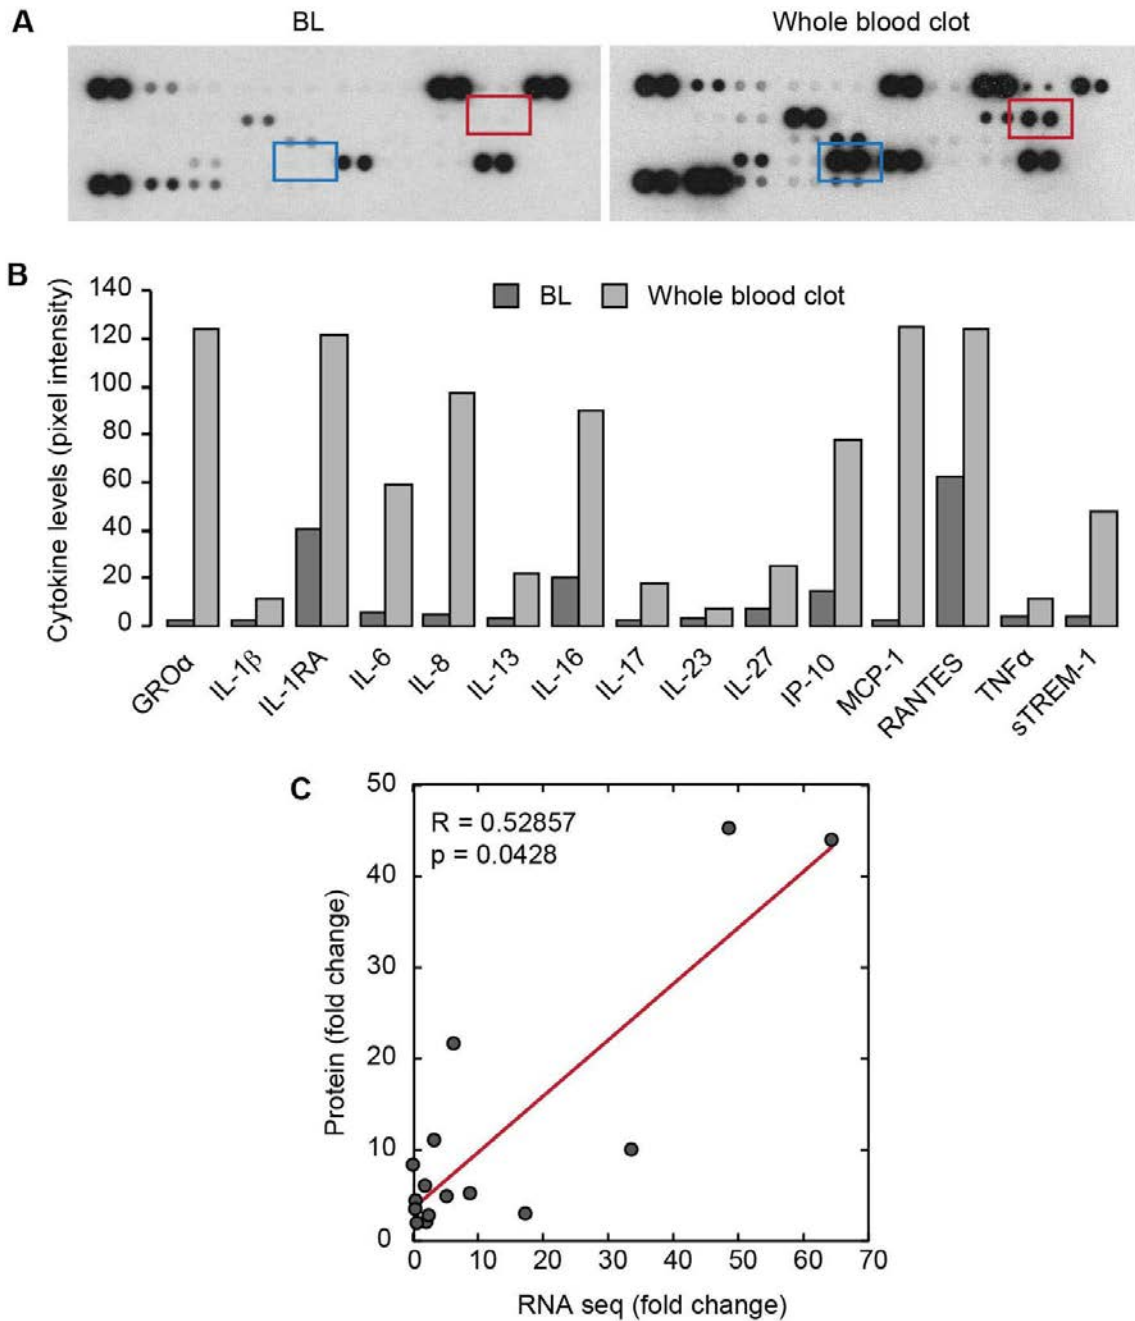 A
BL
Whole blood clot
B
Cytokine levels (pixel intensity)
140
120
100
80
60
40
20
0
BL
Whole blood clot
GROα
IL-1β
IL-1RA
IL-6
IL-8
IL-13
IL-16
IL-17
IL-23
IL-27
IP-10
MCP-1
RANTES
TNFα
sTREM-1
C
Protein (fold change)
50
40
30
20
10
0
R = 0.52857
p = 0.0428
0 10 20 30 40 50 60 70
RNA seq (fold change)